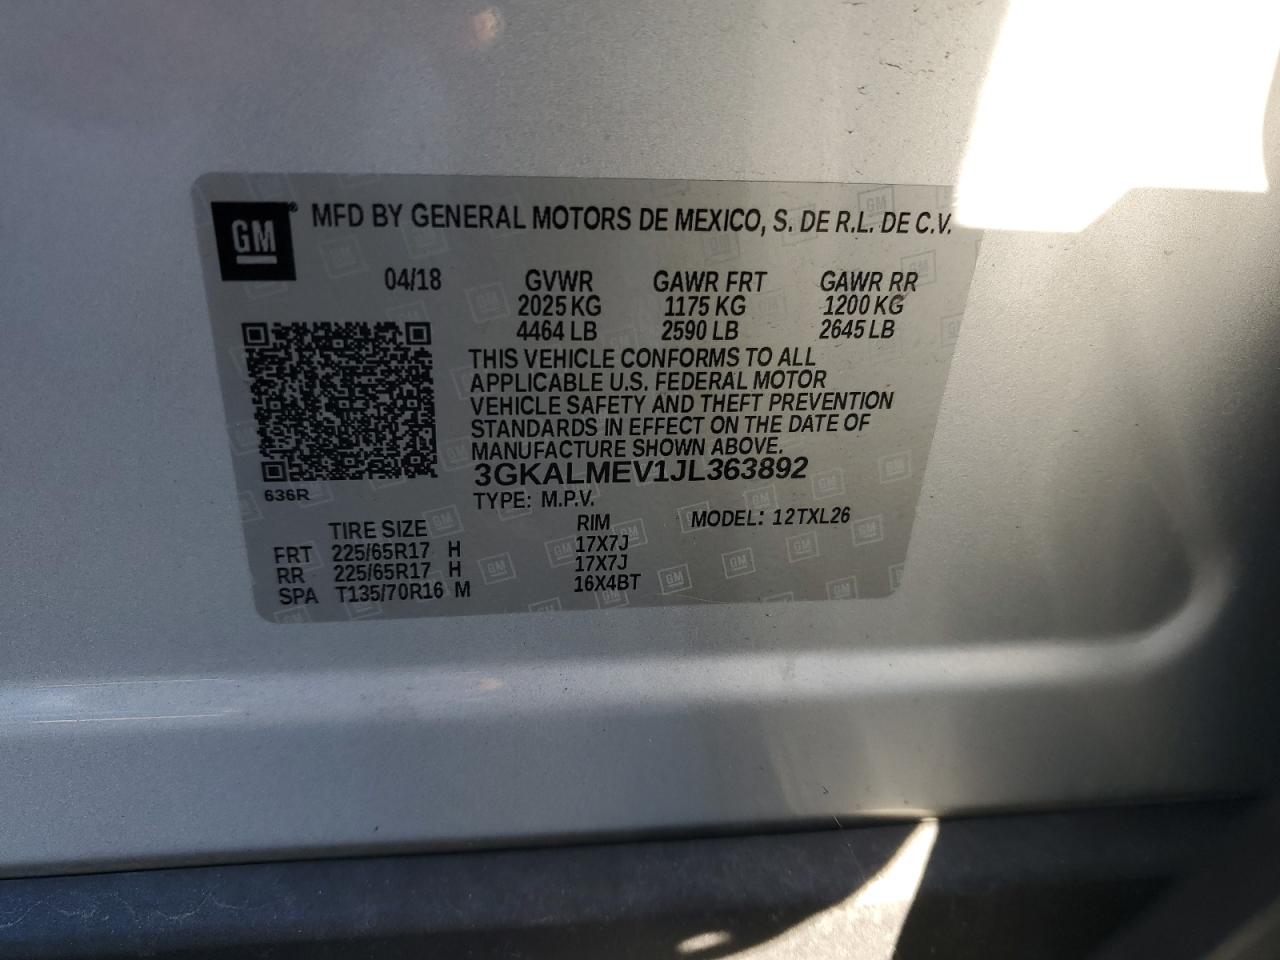 GM® MFD BY GENERAL MOTORS DE MEXICO, S. DE R.L. DE C.V.
04/18 GVWR GAWR FRT GAWR RR
2025 KG 1175 KG 1200 KG
4464 LB 2590 LB 2645 LB
THIS VEHICLE CONFORMS TO ALL
APPLICABLE U.S. FEDERAL MOTOR
VEHICLE SAFETY AND THEFT PREVENTION
STANDARDS IN EFFECT ON THE DATE OF
MANUFACTURE SHOWN ABOVE.
3GKALMEV1JL363892
636R
TYPE: M.P.V.
TIRE SIZE RIM MODEL: 12TXL26
FRT 225/65R17 H 17X7J
RR 225/65R17 H 17X7J
SPA T135/70R16 M 16X4BT